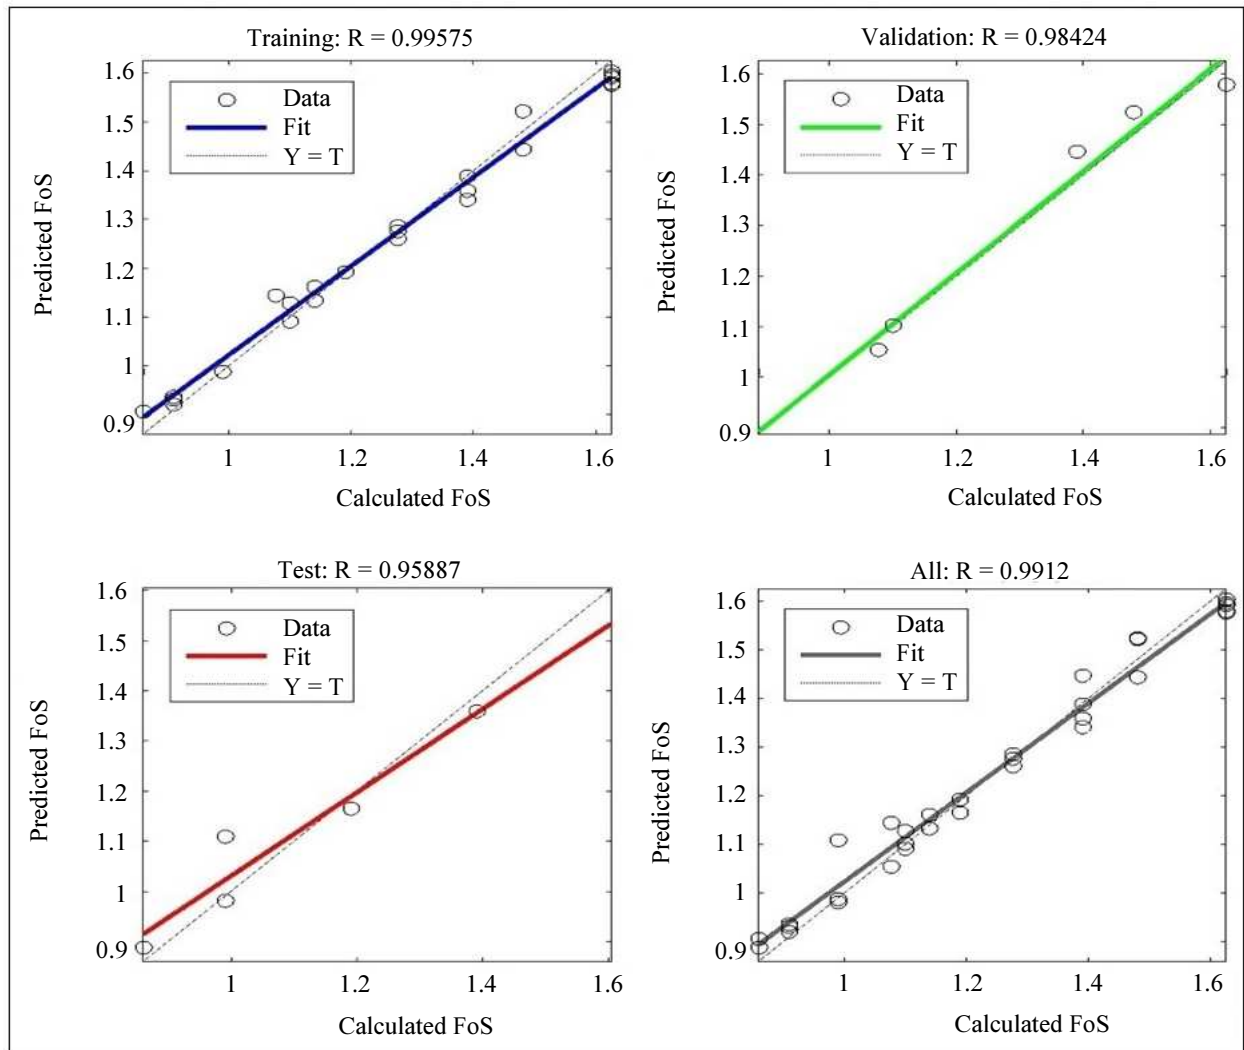 Training: R = 0.99575
Data
Fit
Y = T
1.6
1.5
1.4
1.3
1.2
1.1
1
0.9
Predicted FoS
1
1.2
1.4
1.6
Calculated FoS
Validation: R = 0.98424
Data
Fit
Y = T
1.6
1.5
1.4
1.3
1.2
1.1
1
0.9
Predicted FoS
1
1.2
1.4
1.6
Calculated FoS
Test: R = 0.95887
Data
Fit
Y = T
1.6
1.5
1.4
1.3
1.2
1.1
1
0.9
Predicted FoS
1
1.2
1.4
1.6
Calculated FoS
All: R = 0.9912
Data
Fit
Y = T
1.6
1.5
1.4
1.3
1.2
1.1
1
0.9
Predicted FoS
1
1.2
1.4
1.6
Calculated FoS